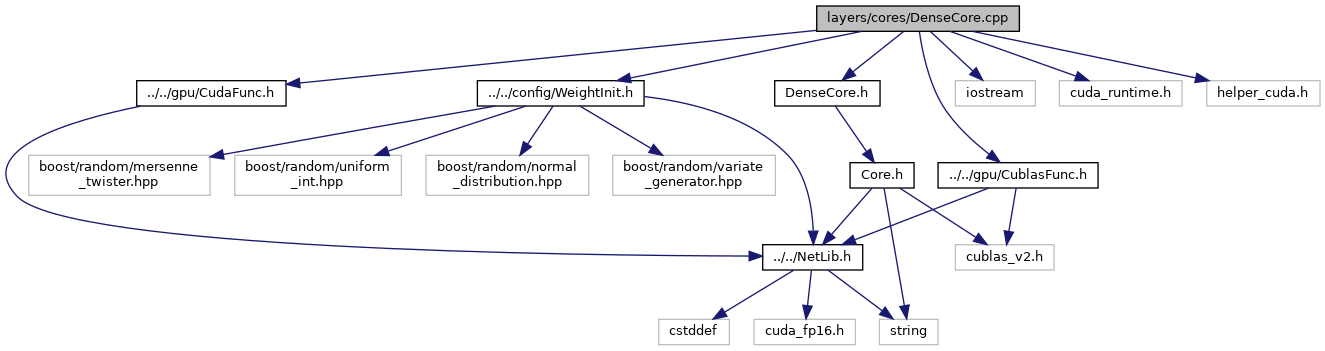 layers/cores/DenseCore.cpp
../../gpu/CudaFunc.h
../../config/WeightInit.h
DenseCore.h
iostream
cuda_runtime.h
helper_cuda.h
boost/random/mersenne
_twister.hpp
boost/random/uniform
_int.hpp
boost/random/normal
_distribution.hpp
boost/random/variate
_generator.hpp
Core.h
../../gpu/CublasFunc.h
../../NetLib.h
cublas_v2.h
cstddef
cuda_fp16.h
string